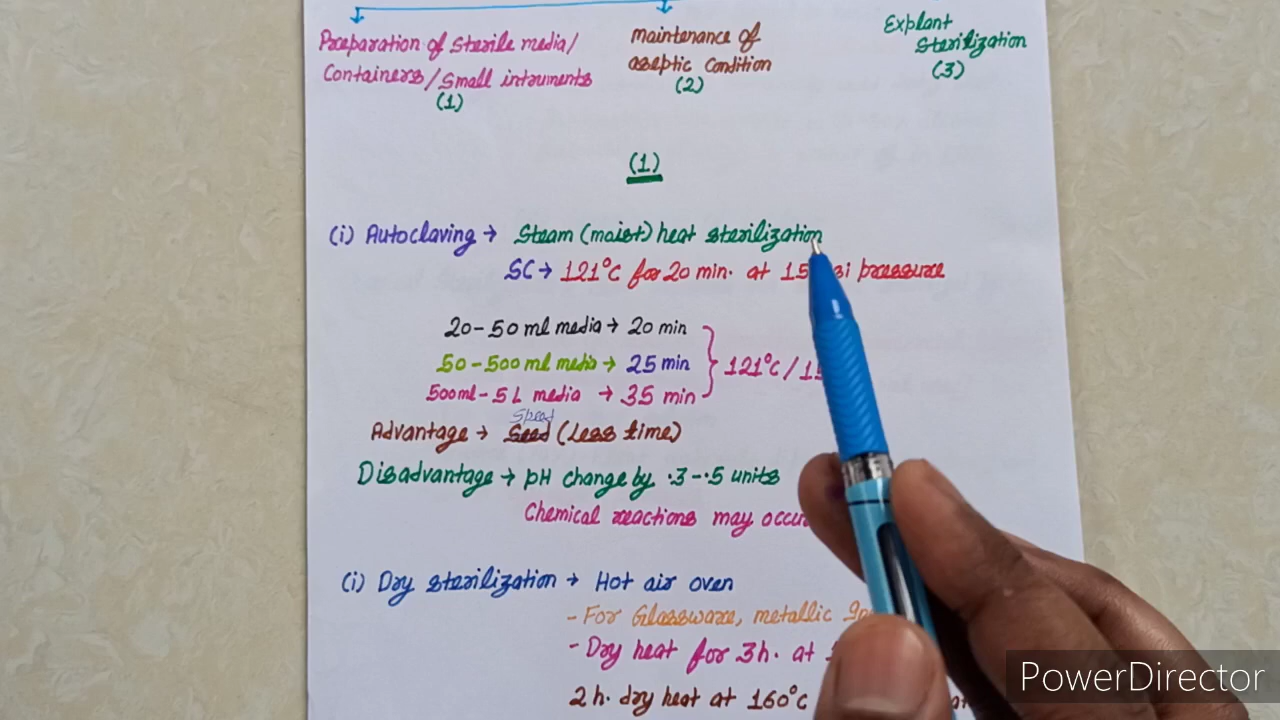 Preparation of Sterile media/
Containers/Small intruments
(1)
maintenance of
aseptic Condition
(2)
Explant
Sterilization
(3)
(1)
(i) Autoclaving → Steam (moist) heat sterilization
SC → 121°C for 20 min. at 15 pressure
20-50 ml media → 20 min
50-500 ml media → 25 min
500ml-5L media → 35 min
121°C/15
Speed
Advantage → (Less time)
Disadvantage → pH change by .3-.5 units
Chemical reactions may occur
(i) Dry sterilization → Hot air oven
- For Glassware, metallic
- Dry heat for 3h. at
2 h. dry heat at 160°C
PowerDirector